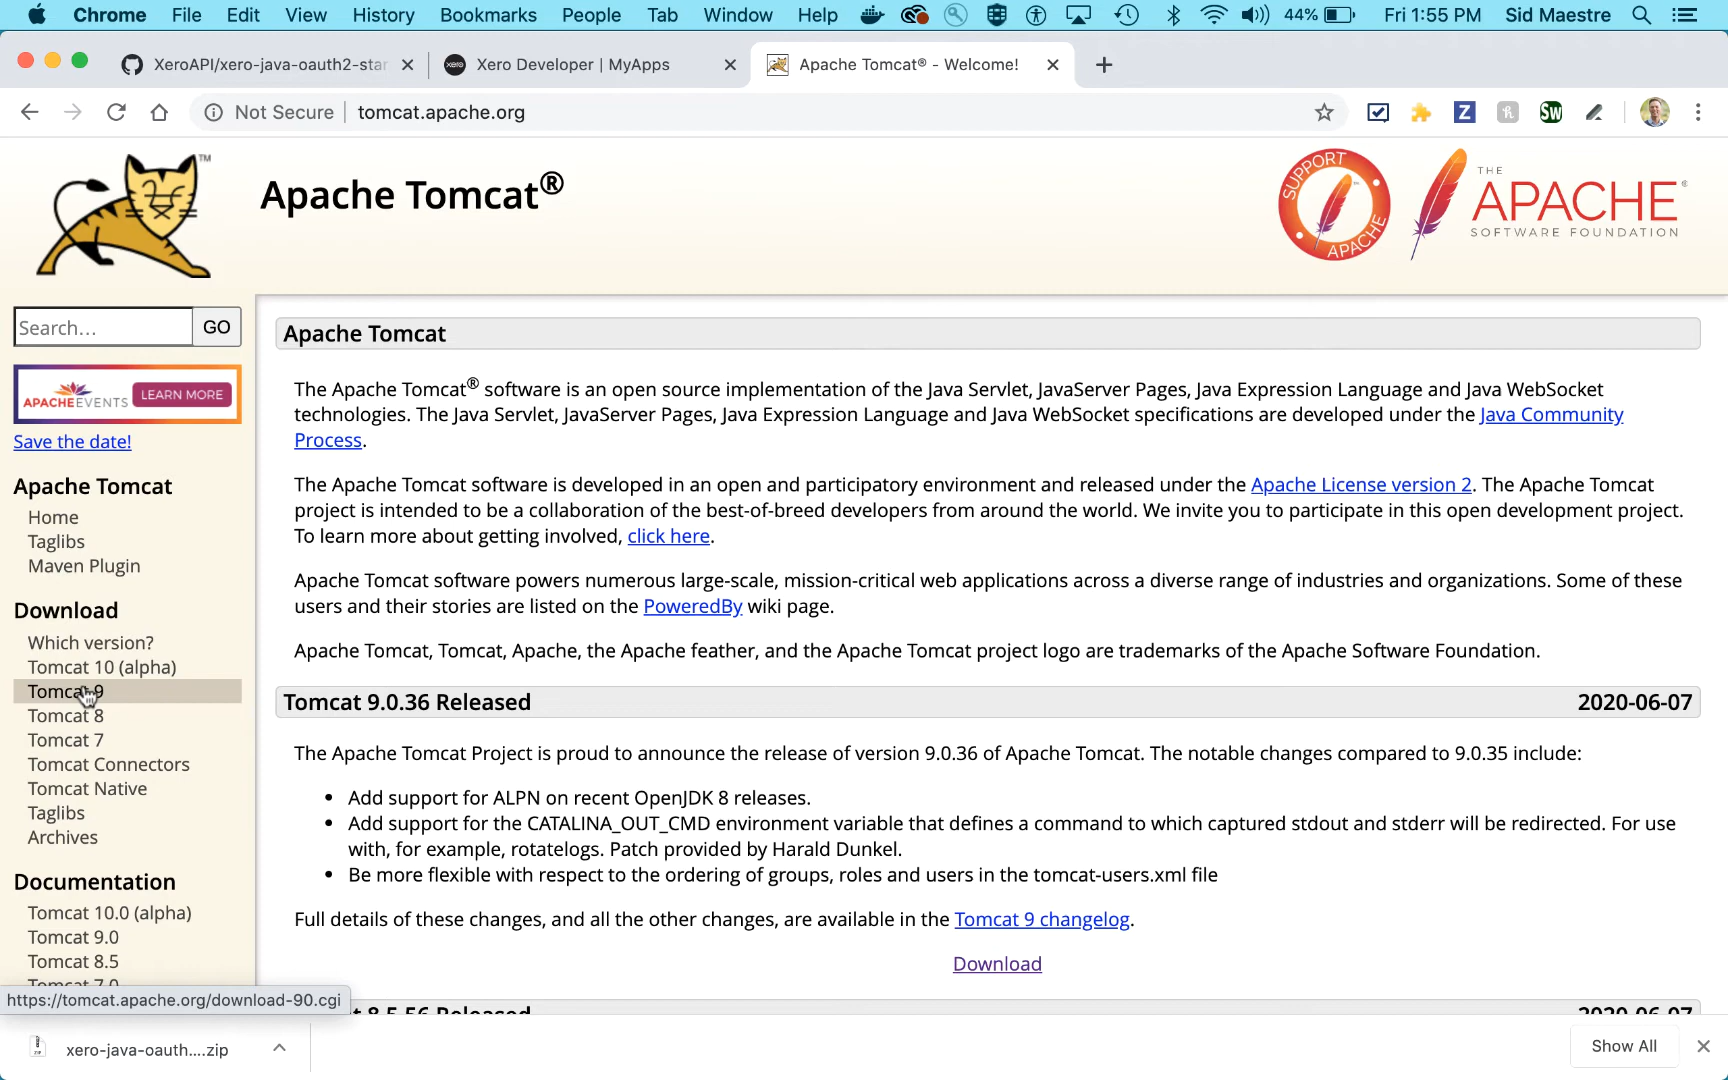 Chrome File Edit View History Bookmarks People Tab Window Help 44% Fri 1:55 PM Sid Maestre
XeroAPI/xero-java-oauth2-star Xero Developer | MyApps Apache Tomcat® - Welcome!
Not Secure tomcat.apache.org
Apache Tomcat®
SUPPORT APACHE
THE APACHE®
SOFTWARE FOUNDATION
Search... GO
APACHEEVENTS LEARN MORE
Save the date!
Apache Tomcat
Home
Taglibs
Maven Plugin
Download
Which version?
Tomcat 10 (alpha)
Tomcat 9
Tomcat 8
Tomcat 7
Tomcat Connectors
Tomcat Native
Taglibs
Archives
Documentation
Tomcat 10.0 (alpha)
Tomcat 9.0
Tomcat 8.5
Tomcat 7.0
Apache Tomcat
The Apache Tomcat® software is an open source implementation of the Java Servlet, JavaServer Pages, Java Expression Language and Java WebSocket
technologies. The Java Servlet, JavaServer Pages, Java Expression Language and Java WebSocket specifications are developed under the Java Community
Process.
The Apache Tomcat software is developed in an open and participatory environment and released under the Apache License version 2. The Apache Tomcat
project is intended to be a collaboration of the best-of-breed developers from around the world. We invite you to participate in this open development project.
To learn more about getting involved, click here.
Apache Tomcat software powers numerous large-scale, mission-critical web applications across a diverse range of industries and organizations. Some of these
users and their stories are listed on the PoweredBy wiki page.
Apache Tomcat, Tomcat, Apache, the Apache feather, and the Apache Tomcat project logo are trademarks of the Apache Software Foundation.
Tomcat 9.0.36 Released 2020-06-07
The Apache Tomcat Project is proud to announce the release of version 9.0.36 of Apache Tomcat. The notable changes compared to 9.0.35 include:
• Add support for ALPN on recent OpenJDK 8 releases.
• Add support for the CATALINA_OUT_CMD environment variable that defines a command to which captured stdout and stderr will be redirected. For use
with, for example, rotatelogs. Patch provided by Harald Dunkel.
• Be more flexible with respect to the ordering of groups, roles and users in the tomcat-users.xml file
Full details of these changes, and all the other changes, are available in the Tomcat 9 changelog.
Download
t 8.5.56 Released 2020-06-07
https://tomcat.apache.org/download-90.cgi
xero-java-oauth....zip Show All